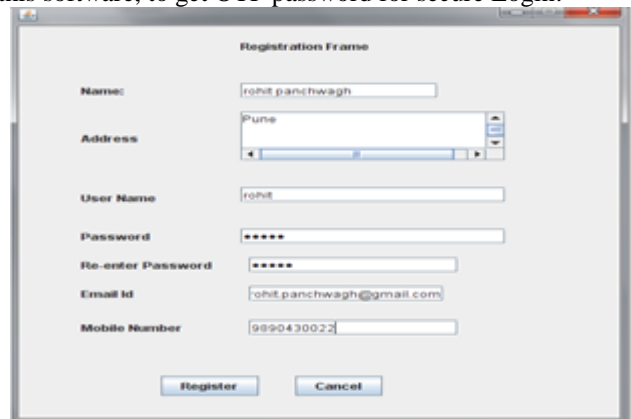 this software, to get OTP password for secure Login.
Registration Frame
Name: rohit panchwagh
Address Pune
User Name rohit
Password •••••
Re-enter Password •••••
Email Id rohit.panchwagh@gmail.com
Mobile Number 9890430022
Register Cancel